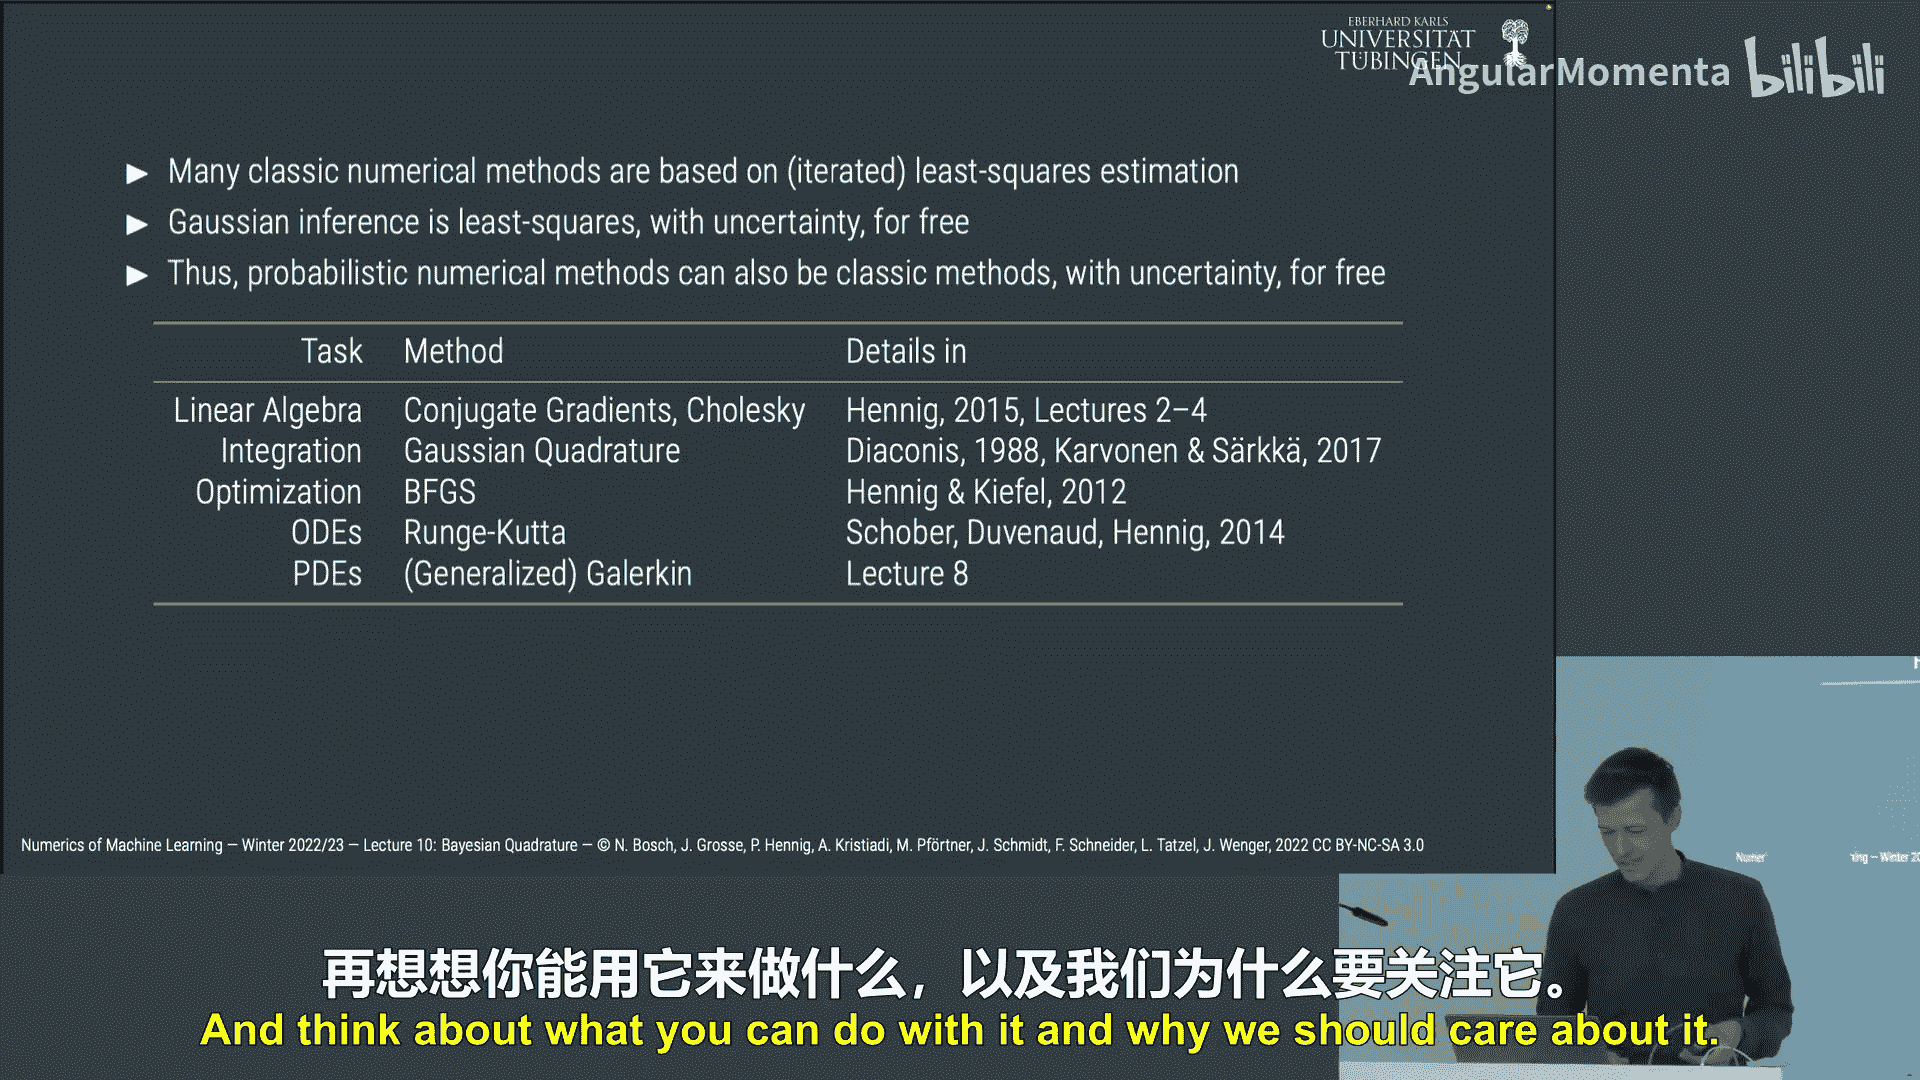 EBERHARD KARLS
UNIVERSITÄT
TÜBINGEN
AngularMomenta bilibili
▶ Many classic numerical methods are based on (iterated) least-squares estimation
▶ Gaussian inference is least-squares, with uncertainty, for free
▶ Thus, probabilistic numerical methods can also be classic methods, with uncertainty, for free
Task Method Details in
Linear Algebra Conjugate Gradients, Cholesky Hennig, 2015, Lectures 2–4
Integration Gaussian Quadrature Diaconis, 1988, Karvonen & Särkkä, 2017
Optimization BFGS Hennig & Kiefel, 2012
ODEs Runge-Kutta Schober, Duvenaud, Hennig, 2014
PDEs (Generalized) Galerkin Lecture 8
Numerics of Machine Learning — Winter 2022/23 — Lecture 10: Bayesian Quadrature — © N. Bosch, J. Grosse, P. Hennig, A. Kristiadi, M. Pförtner, J. Schmidt, F. Schneider, L. Tatzel, J. Wenger, 2022 CC BY-NC-SA 3.0
Numer ing — Winter 20
再想想你能用它来做什么，以及我们为什么要关注它。
And think about what you can do with it and why we should care about it.